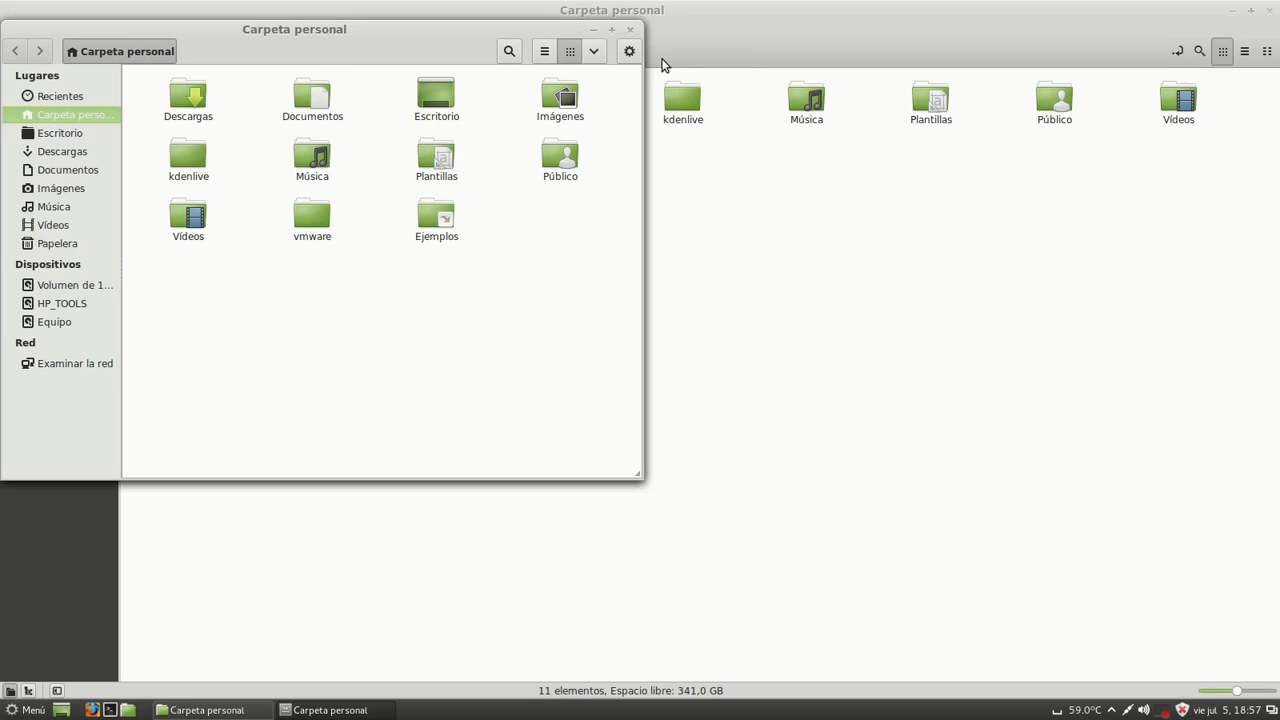 Carpeta personal
Carpeta personal
Carpeta personal
Lugares
Recientes
Carpeta perso...
Escritorio
Descargas
Documentos
Imágenes
Música
Vídeos
Papelera
Dispositivos
Volumen de 1...
HP_TOOLS
Equipo
Red
Examinar la red
Descargas Documentos Escritorio Imágenes
kdenlive Música Plantillas Público
Vídeos vmware Ejemplos
kdenlive Música Plantillas Público Vídeos
11 elementos, Espacio libre: 341,0 GB
Menú Carpeta personal Carpeta personal 59.0ºC vie jul 5, 18:57